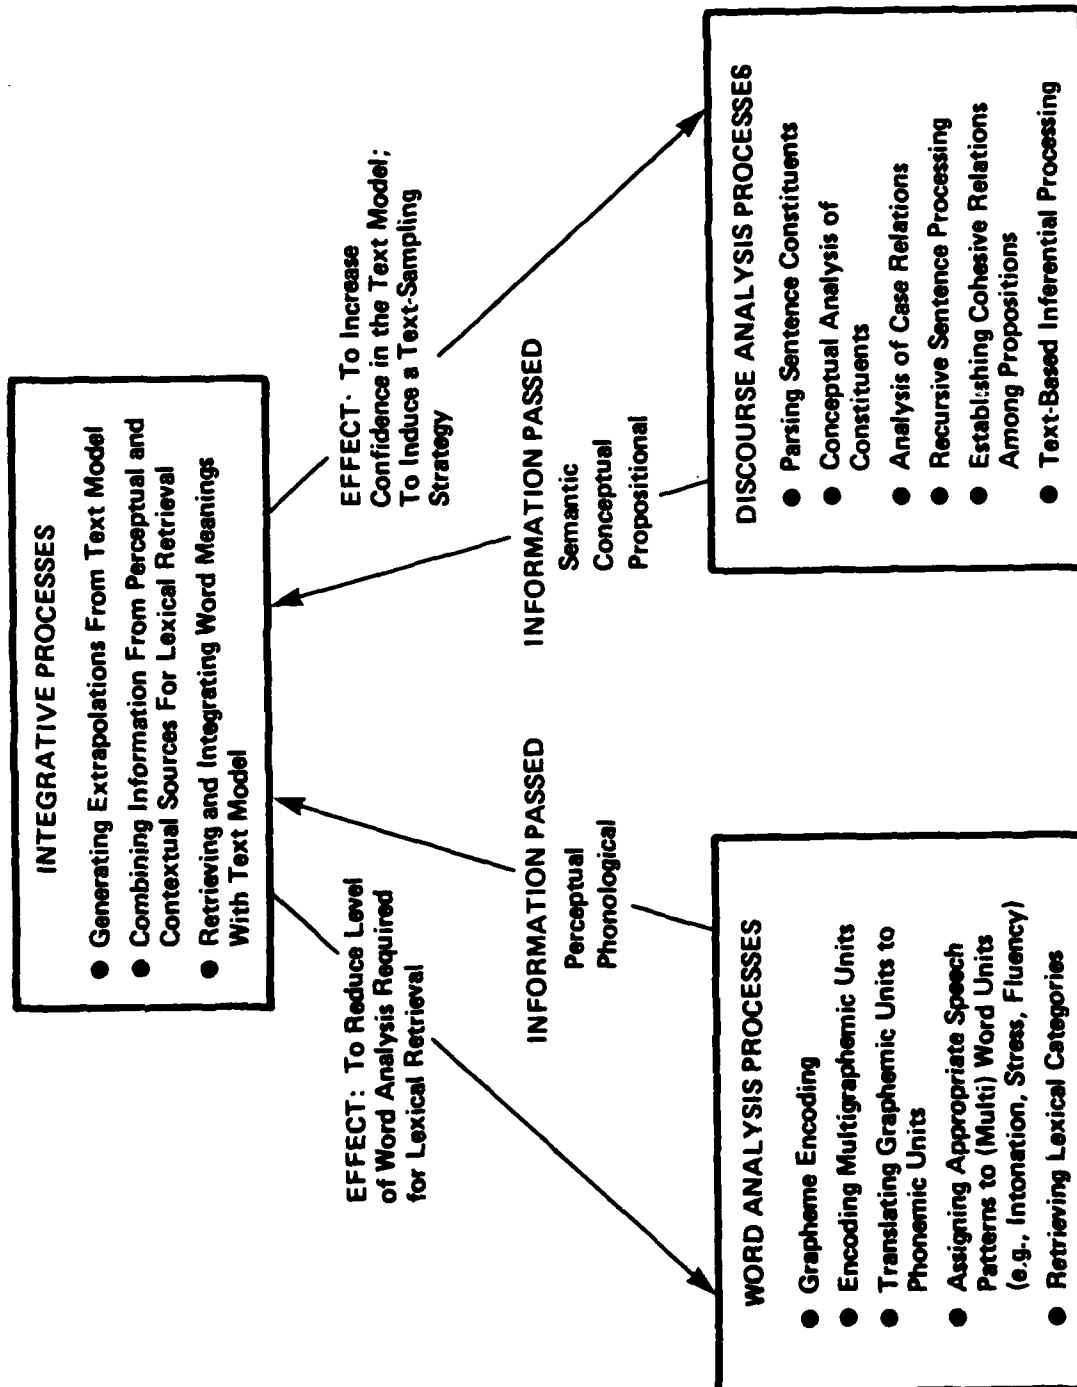 INTEGRATIVE PROCESSES
● Generating Extrapolations From Text Model
● Combining Information From Perceptual and
Contextual Sources For Lexical Retrieval
● Retrieving and Integrating Word Meanings
With Text Model
EFFECT: To Reduce Level
of Word Analysis Required
for Lexical Retrieval
EFFECT· To Increase
Confidence in the Text Model;
To Induce a Text-Sampling
Strategy
INFORMATION PASSED
Perceptual
Phonological
INFORMATION PASSED
Semantic
Conceptual
Propositional
WORD ANALYSIS PROCESSES
● Grapheme Encoding
● Encoding Multigraphemic Units
● Translating Graphemic Units to
Phonemic Units
● Assigning Appropriate Speech
Patterns to (Multi) Word Units
(e.g., Intonation, Stress, Fluency)
● Retrieving Lexical Categories
DISCOURSE ANALYSIS PROCESSES
● Parsing Sentence Constituents
● Conceptual Analysis of
Constituents
● Analysis of Case Relations
● Recursive Sentence Processing
● Establishing Cohesive Relations
Among Propositions
● Text-Based Inferential Processing